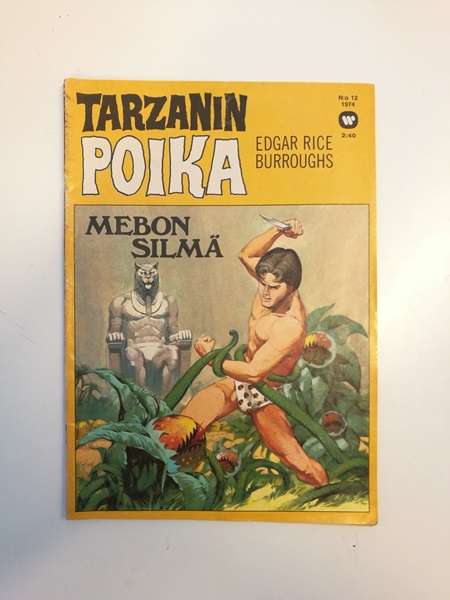 TARZANIN
POIKA
EDGAR RICE
BURROUGHS
N:o 12
1974
W
2:40
MEBON
SILMÄ